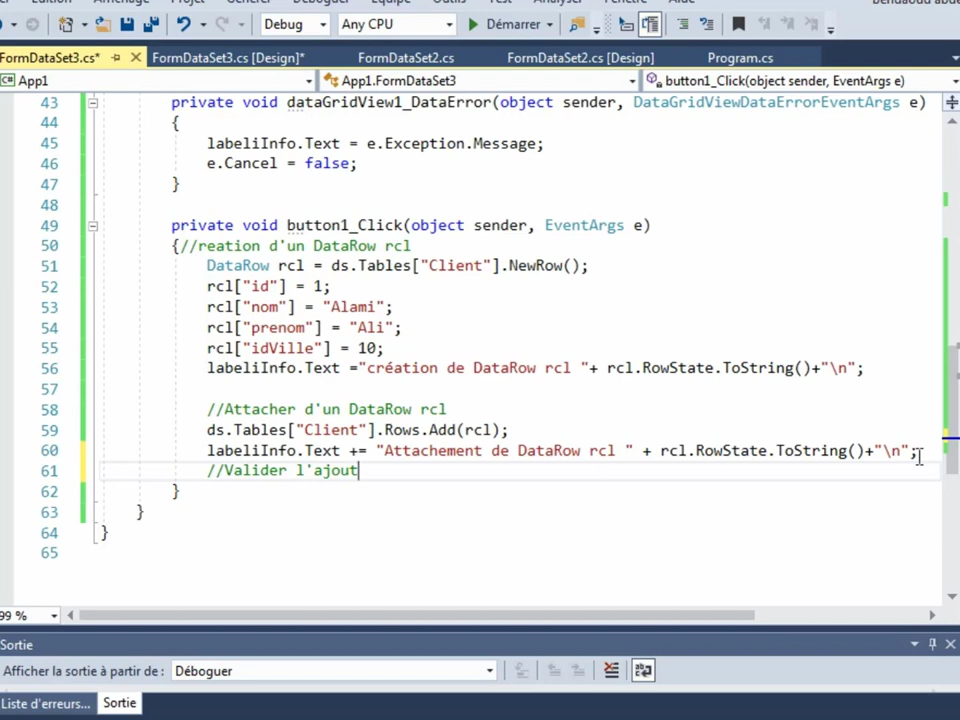 Debug Any CPU Démarrer
FormDataSet3.cs* FormDataSet3.cs [Design]* FormDataSet2.cs FormDataSet2.cs [Design] Program.cs
App1 App1.FormDataSet3 button1_Click(object sender, EventArgs e)
43 private void dataGridView1_DataError(object sender, DataGridViewDataErrorEventArgs e)
44 {
45 labeliInfo.Text = e.Exception.Message;
46 e.Cancel = false;
47 }
48
49 private void button1_Click(object sender, EventArgs e)
50 {//reation d'un DataRow rcl
51 DataRow rcl = ds.Tables["Client"].NewRow();
52 rcl["id"] = 1;
53 rcl["nom"] = "Alami";
54 rcl["prenom"] = "Ali";
55 rcl["idVille"] = 10;
56 labeliInfo.Text ="création de DataRow rcl "+ rcl.RowState.ToString()+"\n";
57
58 //Attacher d'un DataRow rcl
59 ds.Tables["Client"].Rows.Add(rcl);
60 labeliInfo.Text += "Attachement de DataRow rcl " + rcl.RowState.ToString()+"\n";
61 //Valider l'ajout
62 }
63 }
64 }
65
99 %
Sortie
Afficher la sortie à partir de : Déboguer
Liste d'erreurs... Sortie